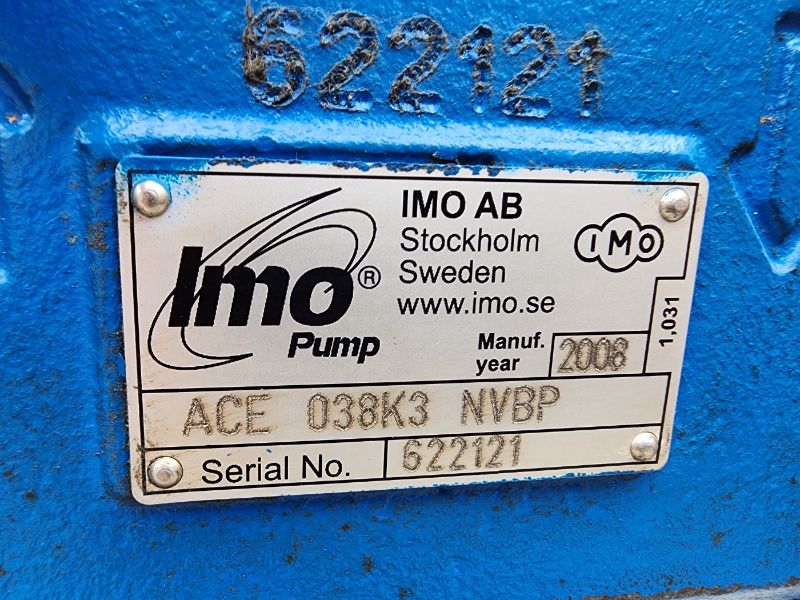 622121
Imo®
Pump
IMO AB
Stockholm
Sweden
www.imo.se
IMO
Manuf.
year
2008
1,031
ACE 038K3 NVBP
Serial No. 622121